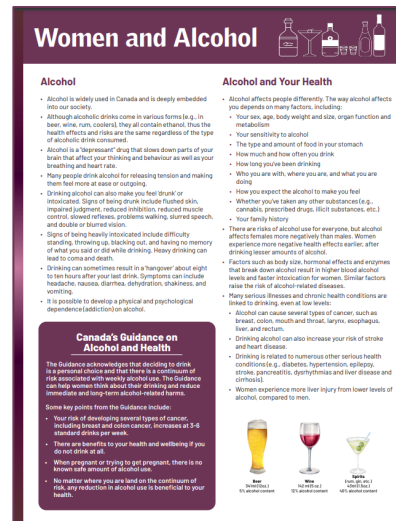 Women and Alcohol
Alcohol
• Alcohol is widely used in Canada and is deeply embedded
into our society.
• Although alcoholic drinks come in various forms (e.g., in
beer, wine, rum, coolers), they all contain ethanol, thus the
health effects and risks are the same regardless of the type
of alcoholic drink consumed.
• Alcohol is a "depressant" drug that slows down parts of your
brain that affect your thinking and behaviour as well as your
breathing and heart rate.
• Many people drink alcohol for releasing tension and making
them feel more at ease or outgoing.
• Drinking alcohol can also make you feel 'drunk' or
intoxicated. Signs of being drunk include flushed skin,
impaired judgment, reduced inhibition, reduced muscle
control, slowed reflexes, problems walking, slurred speech,
and double or blurred vision.
• Signs of being heavily intoxicated include difficulty
standing, throwing up, blacking out, and having no memory
of what you said or did while drinking. Heavy drinking can
lead to coma and death.
• Drinking can sometimes result in a 'hangover' about eight
to ten hours after your last drink. Symptoms can include
headache, nausea, diarrhea, dehydration, shakiness, and
vomiting.
• It is possible to develop a physical and psychological
dependence (addiction) on alcohol.
Canada's Guidance on
Alcohol and Health
The Guidance acknowledges that deciding to drink
is a personal choice and that there is a continuum of
risk associated with weekly alcohol use. The Guidance
can help women think about their drinking and reduce
immediate and long-term alcohol-related harms.
Some key points from the Guidance include:
• Your risk of developing several types of cancer,
including breast and colon cancer, increases at 3-6
standard drinks per week.
• There are benefits to your health and wellbeing if you
do not drink at all.
• When pregnant or trying to get pregnant, there is no
known safe amount of alcohol use.
• No matter where you are land on the continuum of
risk, any reduction in alcohol use is beneficial to your
health.
Alcohol and Your Health
• Alcohol affects people differently. The way alcohol affects
you depends on many factors, including:
• Your sex, age, body weight and size, organ function and
metabolism
• Your sensitivity to alcohol
• The type and amount of food in your stomach
• How much and how often you drink
• How long you've been drinking
• Who you are with, where you are, and what you are
doing
• How you expect the alcohol to make you feel
• Whether you've taken any other substances (e.g.,
cannabis, prescribed drugs, illicit substances, etc.)
• Your family history
• There are risks of alcohol use for everyone, but alcohol
affects females more negatively than males. Women
experience more negative health effects earlier, after
drinking lesser amounts of alcohol.
• Factors such as body size, hormonal effects and enzymes
that break down alcohol result in higher blood alcohol
levels and faster intoxication for women. Similar factors
raise the risk of alcohol-related diseases.
• Many serious illnesses and chronic health conditions are
linked to drinking, even at low levels:
• Alcohol can cause several types of cancer, such as
breast, colon, mouth and throat, larynx, esophagus,
liver, and rectum.
• Drinking alcohol can also increase your risk of stroke
and heart disease.
• Drinking is related to numerous other serious health
conditions (e.g., diabetes, hypertension, epilepsy,
stroke, pancreatitis, dysrhythmias and liver disease and
cirrhosis).
• Women experience more liver injury from lower levels of
alcohol, compared to men.
Beer
341 ml (12oz.)
5% alcohol content
Wine
142 ml (5 oz.)
12% alcohol content
Spirits
(rum, gin, etc.)
43ml (1.5oz.)
40% alcohol content